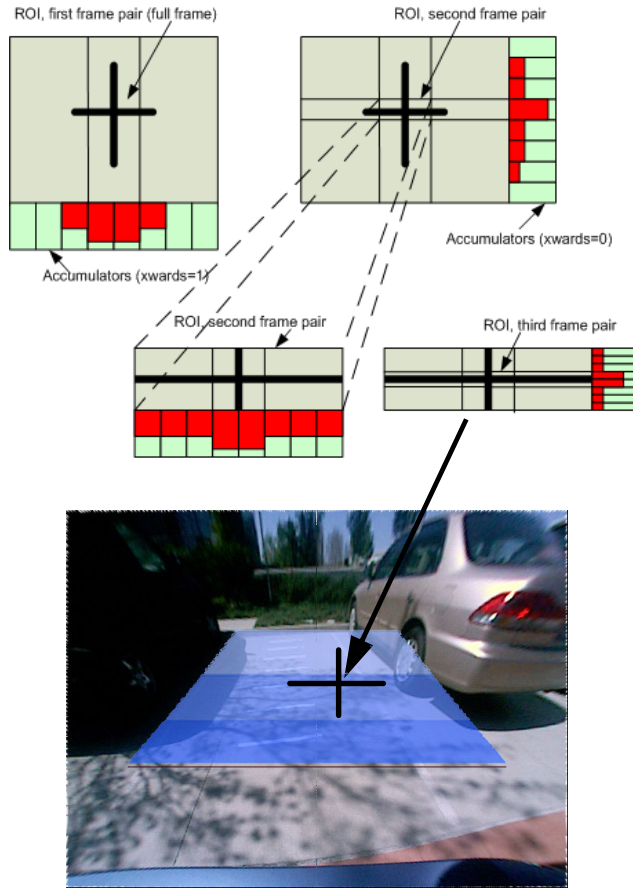 ROI, first frame pair (full frame)
ROI, second frame pair
Accumulators (xwards=1)
Accumulators (xwards=0)
ROI, second frame pair
ROI, third frame pair